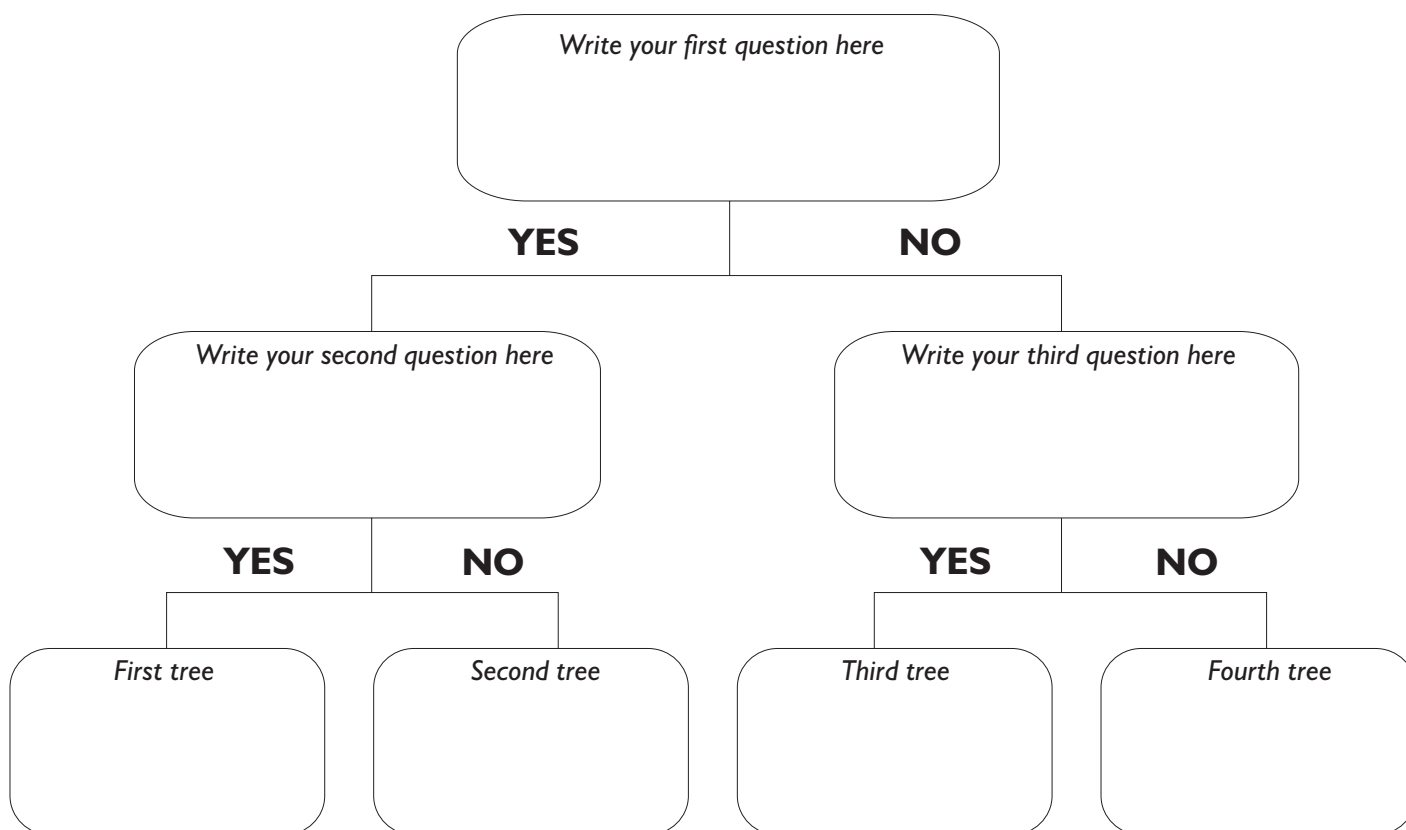 Write your first question here
YES
NO
Write your second question here
Write your third question here
YES
NO
YES
NO
First tree
Second tree
Third tree
Fourth tree